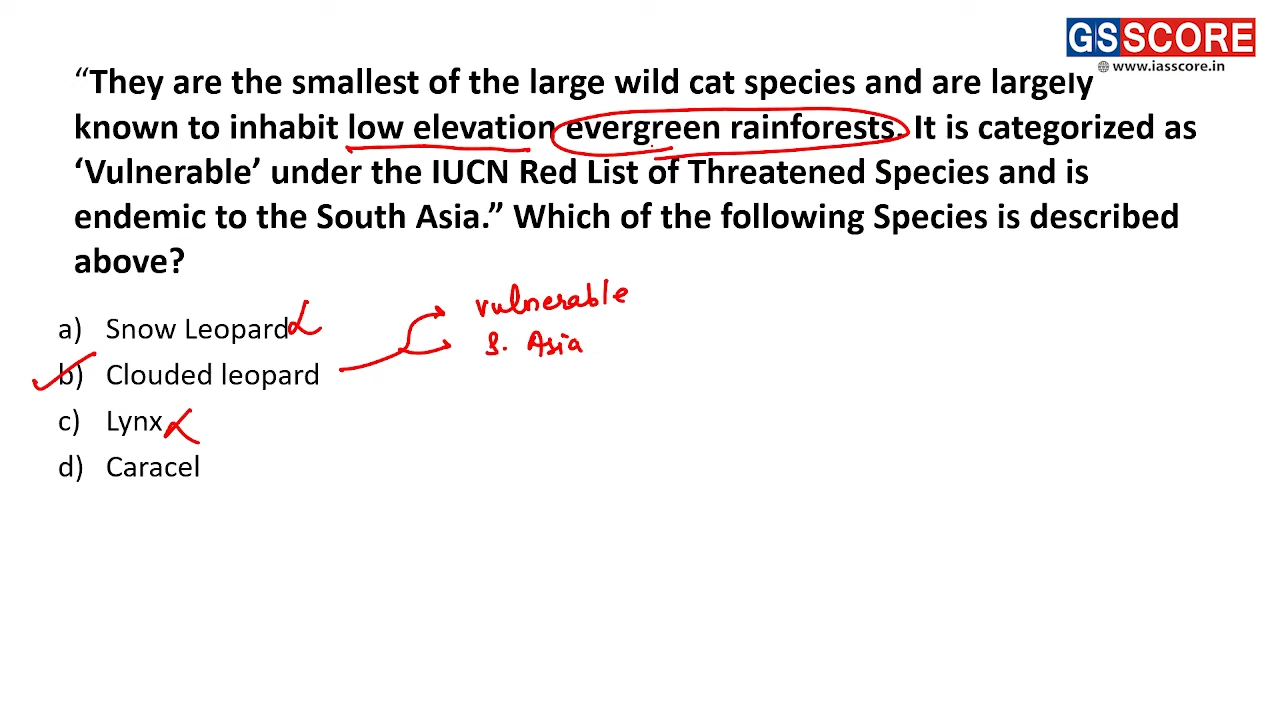 GSSCORE
www.iasscore.in
“They are the smallest of the large wild cat species and are largely
known to inhabit low elevation evergreen rainforests. It is categorized as
‘Vulnerable’ under the IUCN Red List of Threatened Species and is
endemic to the South Asia.” Which of the following Species is described
above?
a) Snow Leopard
vulnerable
S. Asia
b) Clouded leopard
c) Lynx
d) Caracel